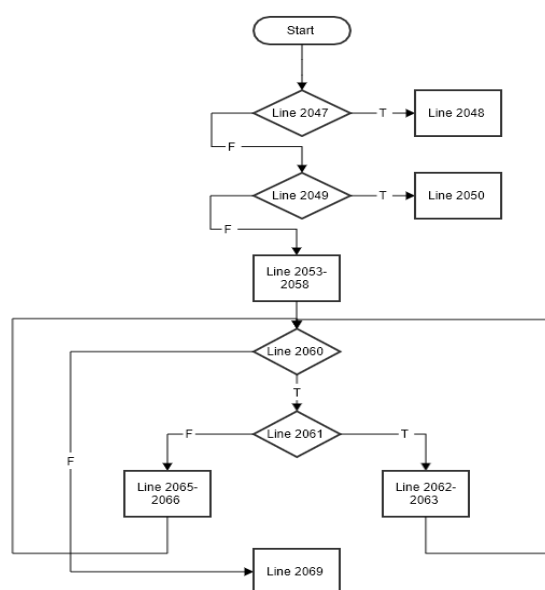 Start
Line 2047
T
Line 2048
F
Line 2049
T
Line 2050
F
Line 2053-
2058
Line 2060
T
F
Line 2061
T
F
Line 2065-
2066
Line 2062-
2063
Line 2069